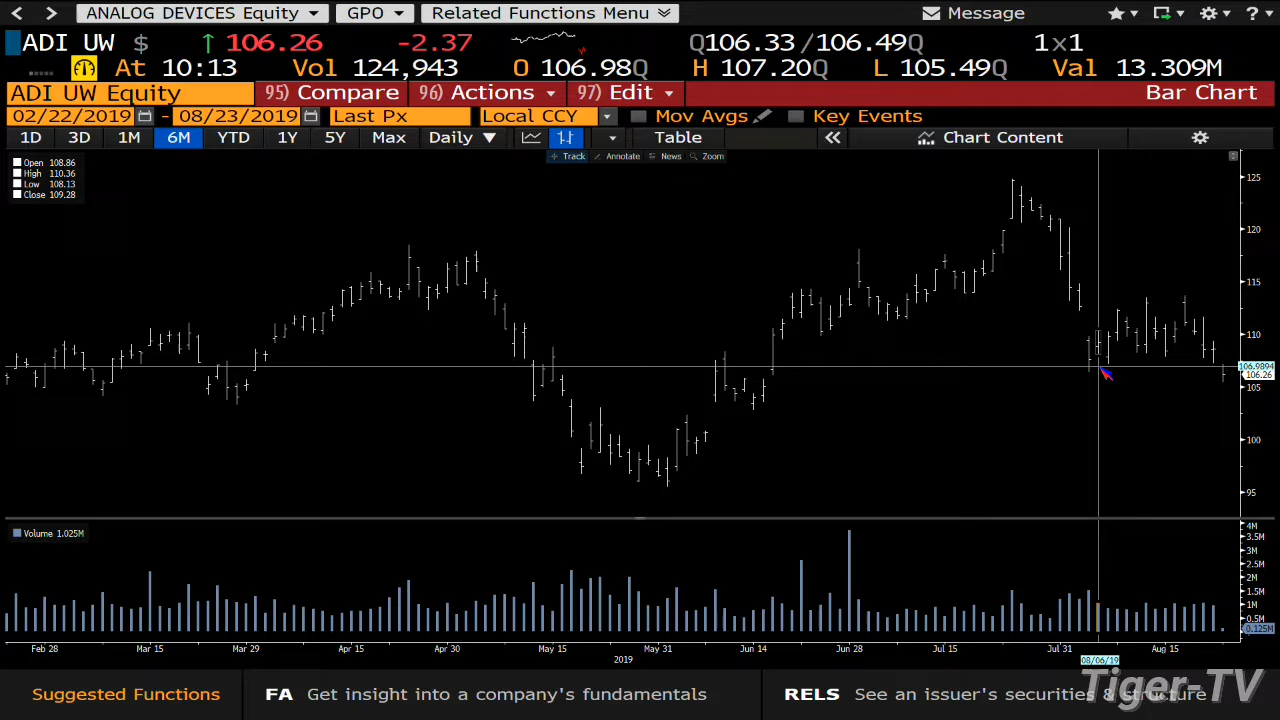 ANALOG DEVICES Equity GPO Related Functions Menu Message ?
ADI UW $ ↑ 106.26 -2.37 Q106.33 /106.49Q 1×1
At 10:13 Vol 124,943 O 106.98Q H 107.20Q L 105.49Q Val 13.309M
ADI UW Equity 95) Compare 96) Actions 97) Edit Bar Chart
02/22/2019 - 08/23/2019 Last Px Local CCY Mov Avgs Key Events
1D 3D 1M 6M YTD 1Y 5Y Max Daily ▼ Table « Chart Content
Track Annotate News Zoom
Open 108.86
High 110.36
Low 108.13
Close 109.28
125
120
115
110
106.9894
106.26
105
100
95
Volume 1.025M
4M
3.5M
3M
2.5M
2M
1.5M
1M
0.5M
0.125M
Feb 28 Mar 15 Mar 29 Apr 15 Apr 30 May 15 May 31 Jun 14 Jun 28 Jul 15 Jul 31 Aug 15
2019 08/06/19
Suggested Functions FA Get insight into a company's fundamentals RELS See an issuer's securities & structure
Tiger-TV